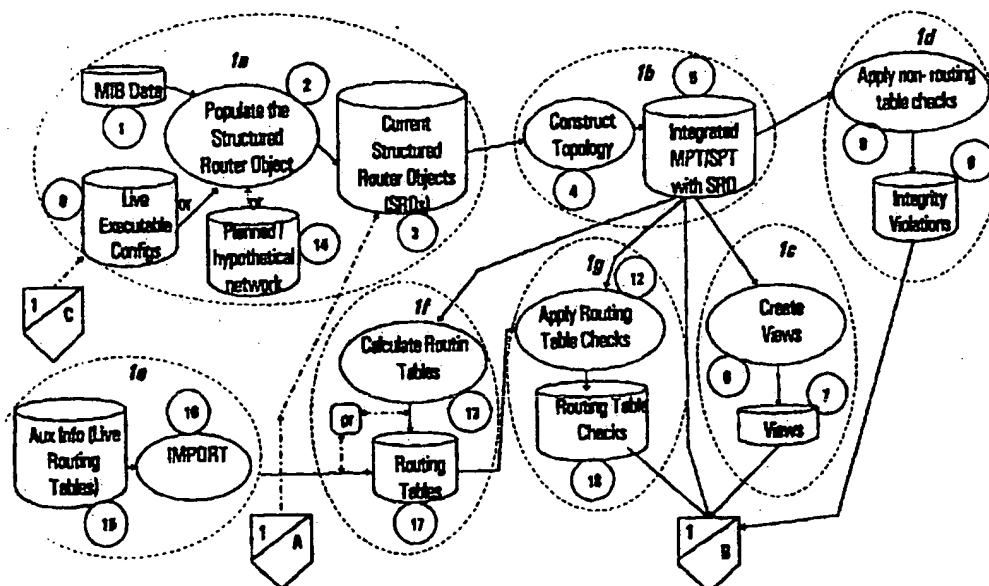 1a
MIB Data
1
2
Populate the
Structured
Router Object
Current
Structured
Router Objects
(SROs)
3
Live
Executable
Configs
or
or
Planned /
hypothetical
network
14
1
C
1b
5
Construct
Topology
4
Integrated
MPT/SPT
with SRO
1d
Apply non-routing
table checks
Integrity
Violations
1e
16
Aux Info (Live
Routing
Tables)
15
IMPORT
1
A
1f
Calculate Routin
Tables
or
13
Routing
Tables
17
1g
12
Apply Routing
Table Checks
Routing Table
Checks
18
1c
Create
Views
6
7
Views
1
B